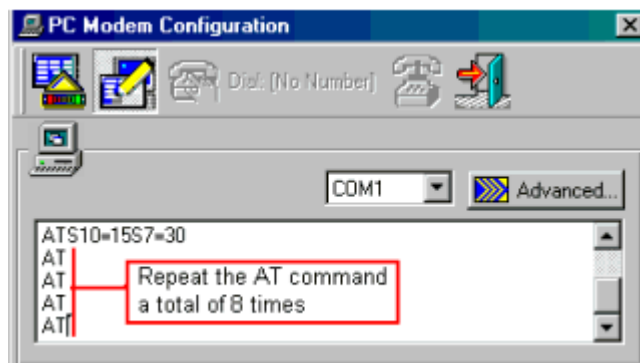 PC Modem Configuration
Dial: [No Number]
COM1
Advanced...
ATS10=15S7=30
AT
AT
AT
AT
Repeat the AT command
a total of 8 times